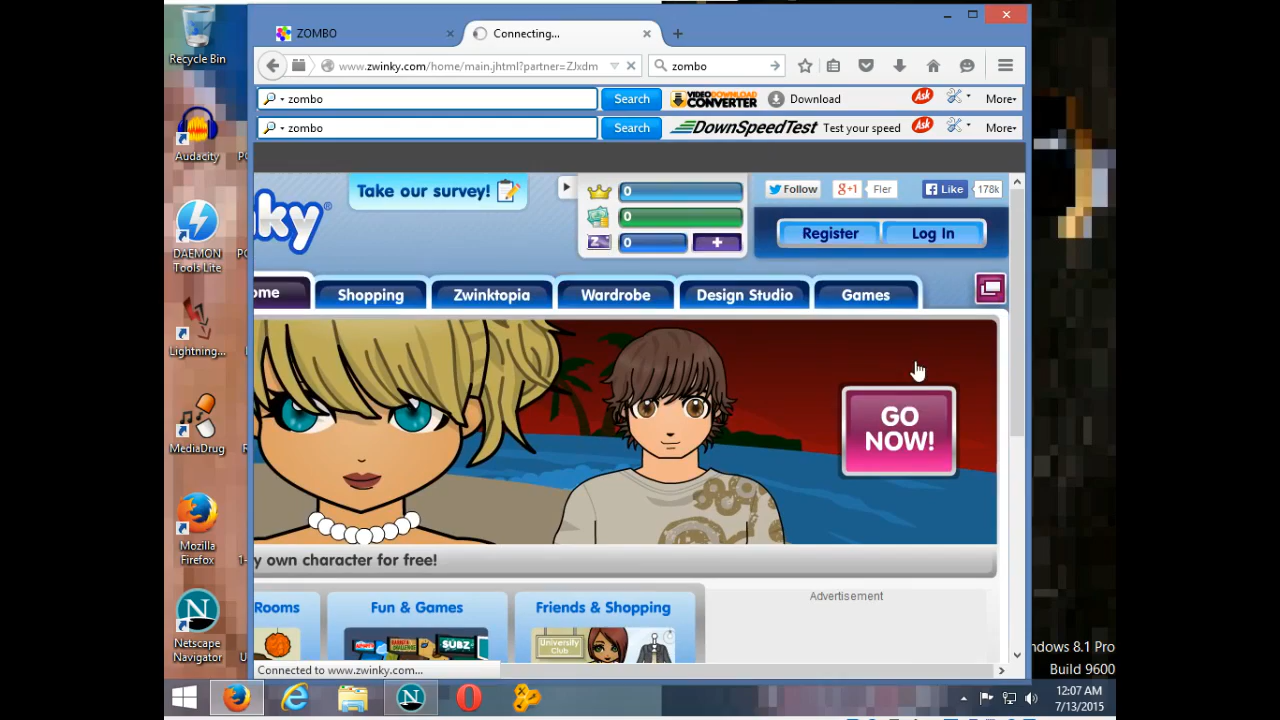 Recycle Bin
Audacity
DAEMON
Tools Lite
Lightning...
MediaDrug
Mozilla
Firefox
Netscape
Navigator
ZOMBO
Connecting...
www.zwinky.com/home/main.jhtml?partner=ZJxdm
zombo
zombo
Search
VIDEO DOWNLOAD
CONVERTER
Download
Ask
More
zombo
Search
DownSpeedTest
Test your speed
Ask
More
nky®
Take our survey!
0
0
Z
0
+
Follow
g+1
Fler
Like
178k
Register
Log In
ome
Shopping
Zwinktopia
Wardrobe
Design Studio
Games
GO
NOW!
y own character for free!
Rooms
Fun & Games
Friends & Shopping
Advertisement
SUBZ
University
Club
Connected to www.zwinky.com...
ndows 8.1 Pro
Build 9600
12:07 AM
7/13/2015